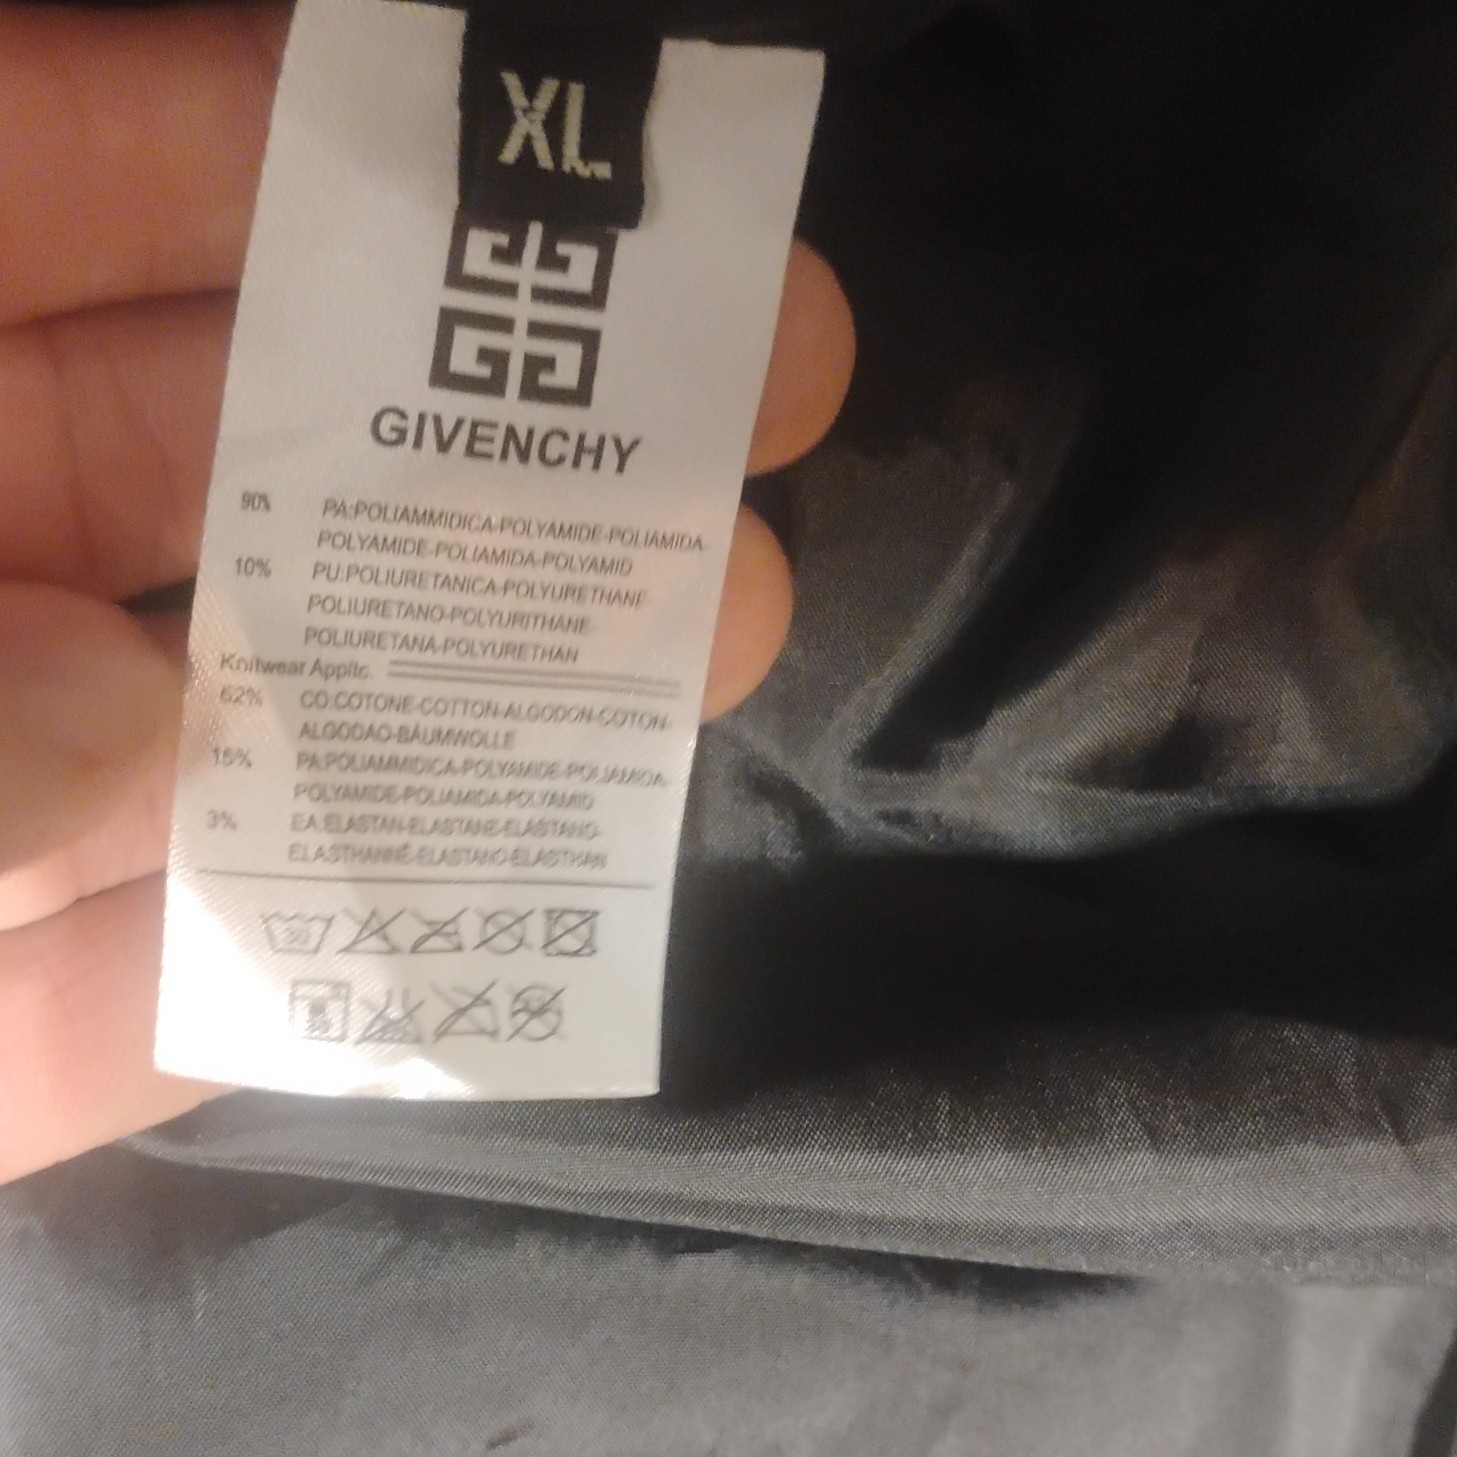 XL
GIVENCHY
90% PA:POLIAMMIDICA-POLYAMIDE-POLIAMIDA-
POLYAMIDE-POLIAMIDA-POLYAMID
10% PU:POLIURETANICA-POLYURETHANE-
POLIURETANO-POLYURITHANE-
POLIURETANA-POLYURETHAN
Knitwear Applic.
62% CO:COTONE-COTTON-ALGODON-COTON-
ALGODAO-BAUMWOLLE
15% PA:POLIAMMIDICA-POLYAMIDE-POLIAMIDA-
POLYAMIDE-POLIAMIDA-POLYAMID
3% EA:ELASTAN-ELASTANE-ELASTANO-
ELASTHANNE-ELASTANO-ELASTHAN
30